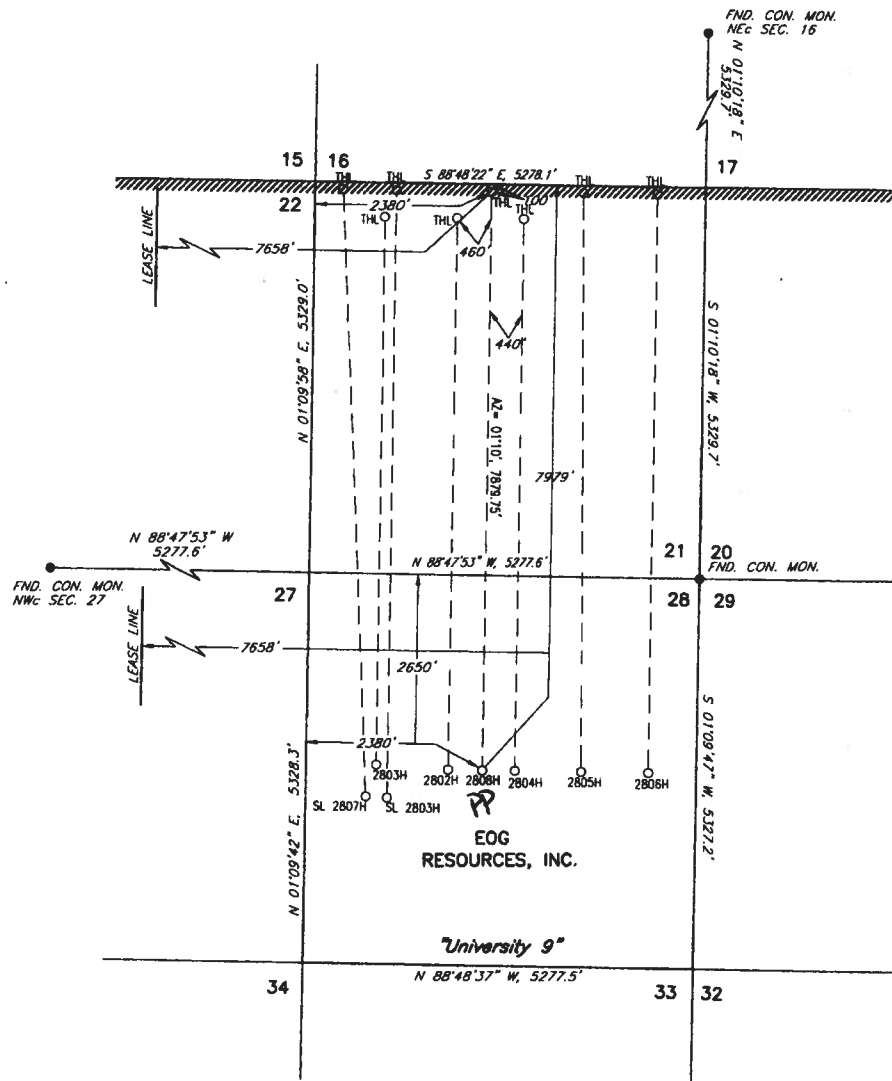 FND. CON. MON.
NEc SEC. 16
N 01°10'18" E
5329.7'
15
16
17
S 88°48'22" E, 5278.1'
THL
THL
THL
THL
22
2380'
THL
THL
THL
THL
100'
7658'
460'
LEASE LINE
440'
N 01°09'58" E, 5329.0'
S 01°10'18" W, 5329.7'
AZ= 01°10', 7879.75'
7979'
N 88°47'53" W
5277.6'
N 88°47'53" W, 5277.6'
21
20
FND. CON. MON.
FND. CON. MON.
NWc SEC. 27
27
28
29
LEASE LINE
7658'
2650'
2380'
2803H
2802H
2808H
2804H
2805H
2806H
SL 2807H
SL 2803H
PP
EOG
RESOURCES, INC.
N 01°09'42" E, 5328.3'
S 01°09'47" W, 5327.2'
"University 9"
N 88°48'37" W, 5277.5'
34
33
32